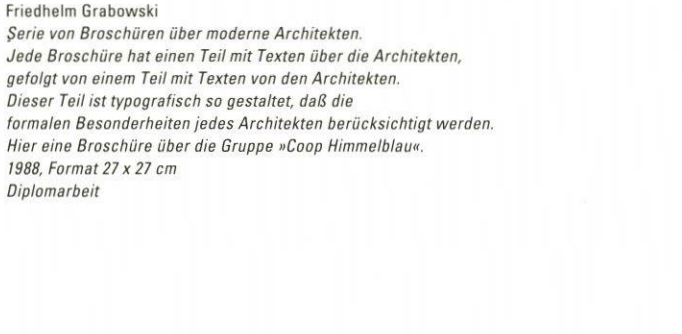 Friedhelm Grabowski
Serie von Broschüren über moderne Architekten.
Jede Broschüre hat einen Teil mit Texten über die Architekten,
gefolgt von einem Teil mit Texten von den Architekten.
Dieser Teil ist typografisch so gestaltet, daß die
formalen Besonderheiten jedes Architekten berücksichtigt werden.
Hier eine Broschüre über die Gruppe »Coop Himmelblau«.
1988, Format 27 x 27 cm
Diplomarbeit